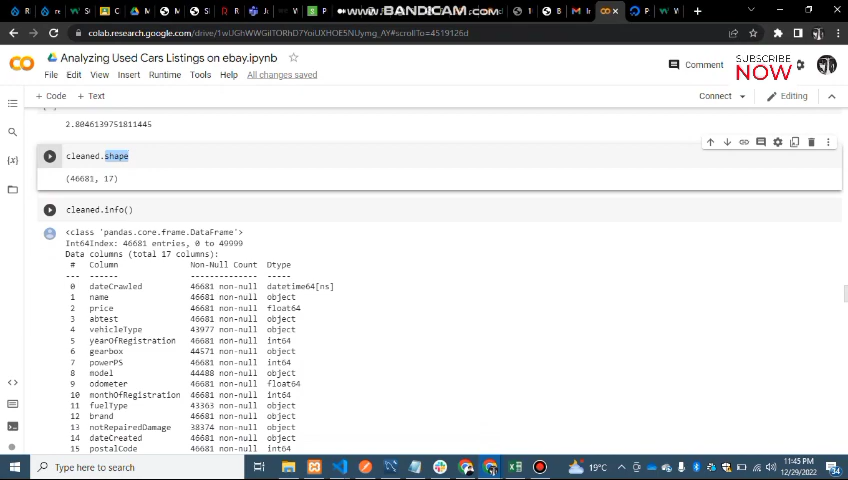 www.BANDICAM.com
colab.research.google.com/drive/1wUGhWWGiITORhD7YoiUXHOE5NUymg_AY#scrollTo=4519126d
Analyzing Used Cars Listings on ebay.ipynb
File Edit View Insert Runtime Tools Help All changes saved
Comment
SUBSCRIBE
NOW
+ Code + Text
Connect
Editing
2.8046139751811445
cleaned.shape
(46681, 17)
cleaned.info()
<class 'pandas.core.frame.DataFrame'>
Int64Index: 46681 entries, 0 to 49999
Data columns (total 17 columns):
# Column Non-Null Count Dtype
--- ------ -------------- -----
0 dateCrawled 46681 non-null datetime64[ns]
1 name 46681 non-null object
2 price 46681 non-null float64
3 abtest 46681 non-null object
4 vehicleType 43977 non-null object
5 yearOfRegistration 46681 non-null int64
6 gearbox 44571 non-null object
7 powerPS 46681 non-null int64
8 model 44488 non-null object
9 odometer 46681 non-null float64
10 monthOfRegistration 46681 non-null int64
11 fuelType 43363 non-null object
12 brand 46681 non-null object
13 notRepairedDamage 38374 non-null object
14 dateCreated 46681 non-null object
15 postalCode 46681 non-null int64
Type here to search
19°C
11:45 PM
12/29/2022
34